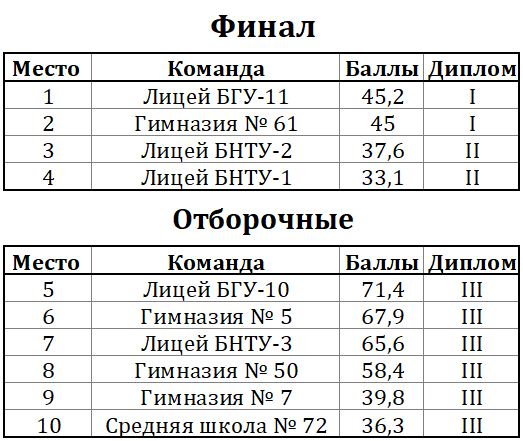 Финал
Место Команда Баллы Диплом
1 Лицей БГУ-11 45,2 I
2 Гимназия № 61 45 I
3 Лицей БНТУ-2 37,6 II
4 Лицей БНТУ-1 33,1 II
Отборочные
Место Команда Баллы Диплом
5 Лицей БГУ-10 71,4 III
6 Гимназия № 5 67,9 III
7 Лицей БНТУ-3 65,6 III
8 Гимназия № 50 58,4 III
9 Гимназия № 7 39,8 III
10 Средняя школа № 72 36,3 III